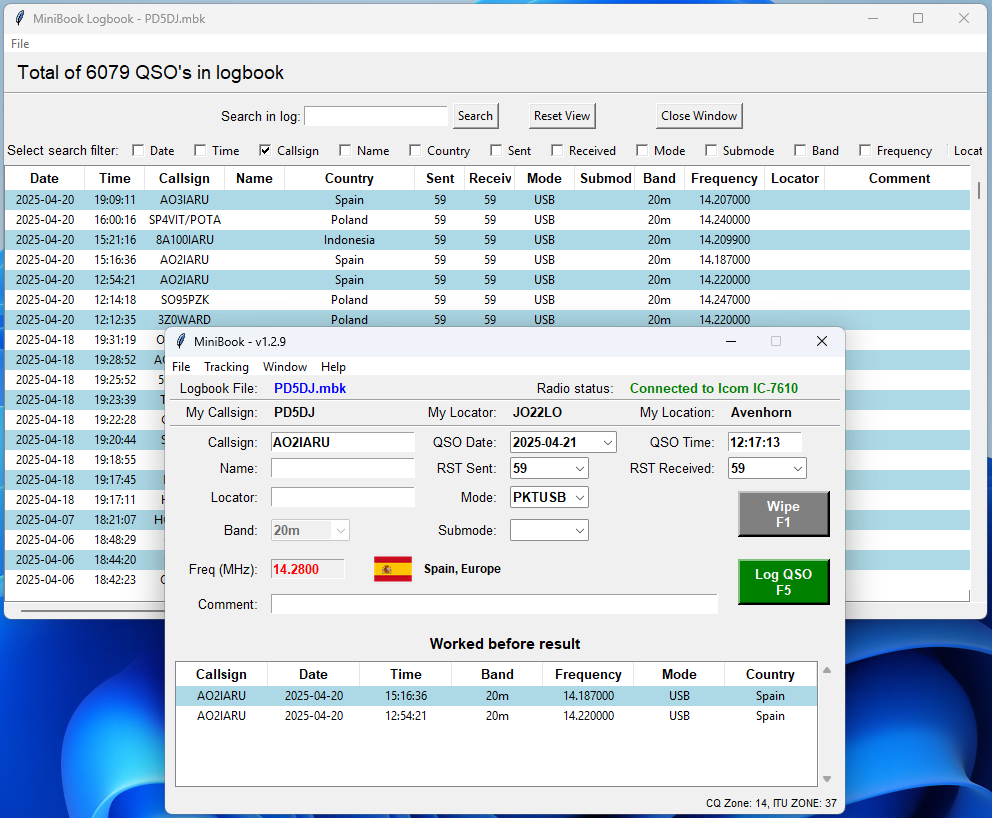 MiniBook Logbook - PD5DJ.mbk
File
Total of 6079 QSO's in logbook
Search in log: Search Reset View Close Window
Select search filter: Date Time Callsign Name Country Sent Received Mode Submode Band Frequency Locat
Date Time Callsign Name Country Sent Receiv Mode Submod Band Frequency Locator Comment
2025-04-20 19:09:11 AO3IARU Spain 59 59 USB 20m 14.207000
2025-04-20 16:00:16 SP4VIT/POTA Poland 59 59 USB 20m 14.240000
2025-04-20 15:21:16 8A100IARU Indonesia 59 59 USB 20m 14.209900
2025-04-20 15:16:36 AO2IARU Spain 59 59 USB 20m 14.187000
2025-04-20 12:54:21 AO2IARU Spain 59 59 USB 20m 14.220000
2025-04-20 12:14:18 SO95PZK Poland 59 59 USB 20m 14.247000
2025-04-20 12:12:35 3Z0WARD Poland 59 59 USB 20m 14.220000
2025-04-18 19:31:19
2025-04-18 19:28:52
2025-04-18 19:25:52
2025-04-18 19:23:39
2025-04-18 19:22:28
2025-04-18 19:20:44
2025-04-18 19:18:55
2025-04-18 19:17:45
2025-04-18 19:17:11
2025-04-07 18:21:07
2025-04-06 18:48:29
2025-04-06 18:44:20
2025-04-06 18:42:23
MiniBook - v1.2.9
File Tracking Window Help
Logbook File: PD5DJ.mbk Radio status: Connected to Icom IC-7610
My Callsign: PD5DJ My Locator: JO22LO My Location: Avenhorn
Callsign: AO2IARU QSO Date: 2025-04-21 QSO Time: 12:17:13
Name: RST Sent: 59 RST Received: 59
Locator: Mode: PKTUSB
Wipe
F1
Band: 20m Submode:
Freq (MHz): 14.2800 Spain, Europe
Log QSO
F5
Comment:
Worked before result
Callsign Date Time Band Frequency Mode Country
AO2IARU 2025-04-20 15:16:36 20m 14.187000 USB Spain
AO2IARU 2025-04-20 12:54:21 20m 14.220000 USB Spain
CQ Zone: 14, ITU ZONE: 37